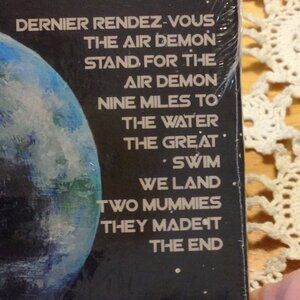 DERNIER RENDEZ-VOUS
THE AIR DEMON
STAND FOR THE
AIR DEMON
NINE MILES TO
THE WATER
THE GREAT
SWIM
WE LAND
TWO MUMMIES
THEY MADE IT
THE END